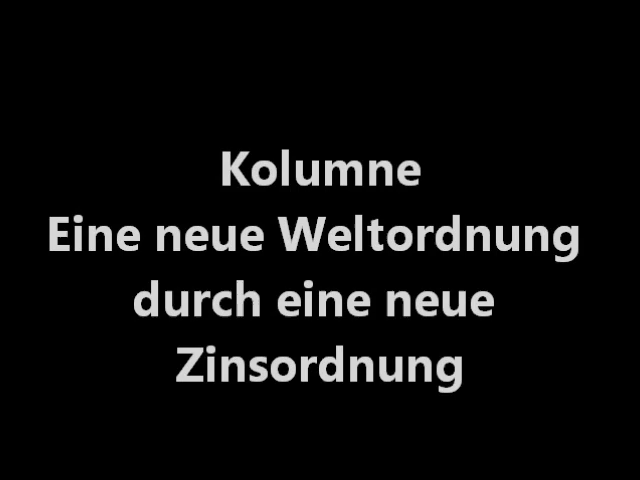 Kolumne
Eine neue Weltordnung
durch eine neue
Zinsordnung